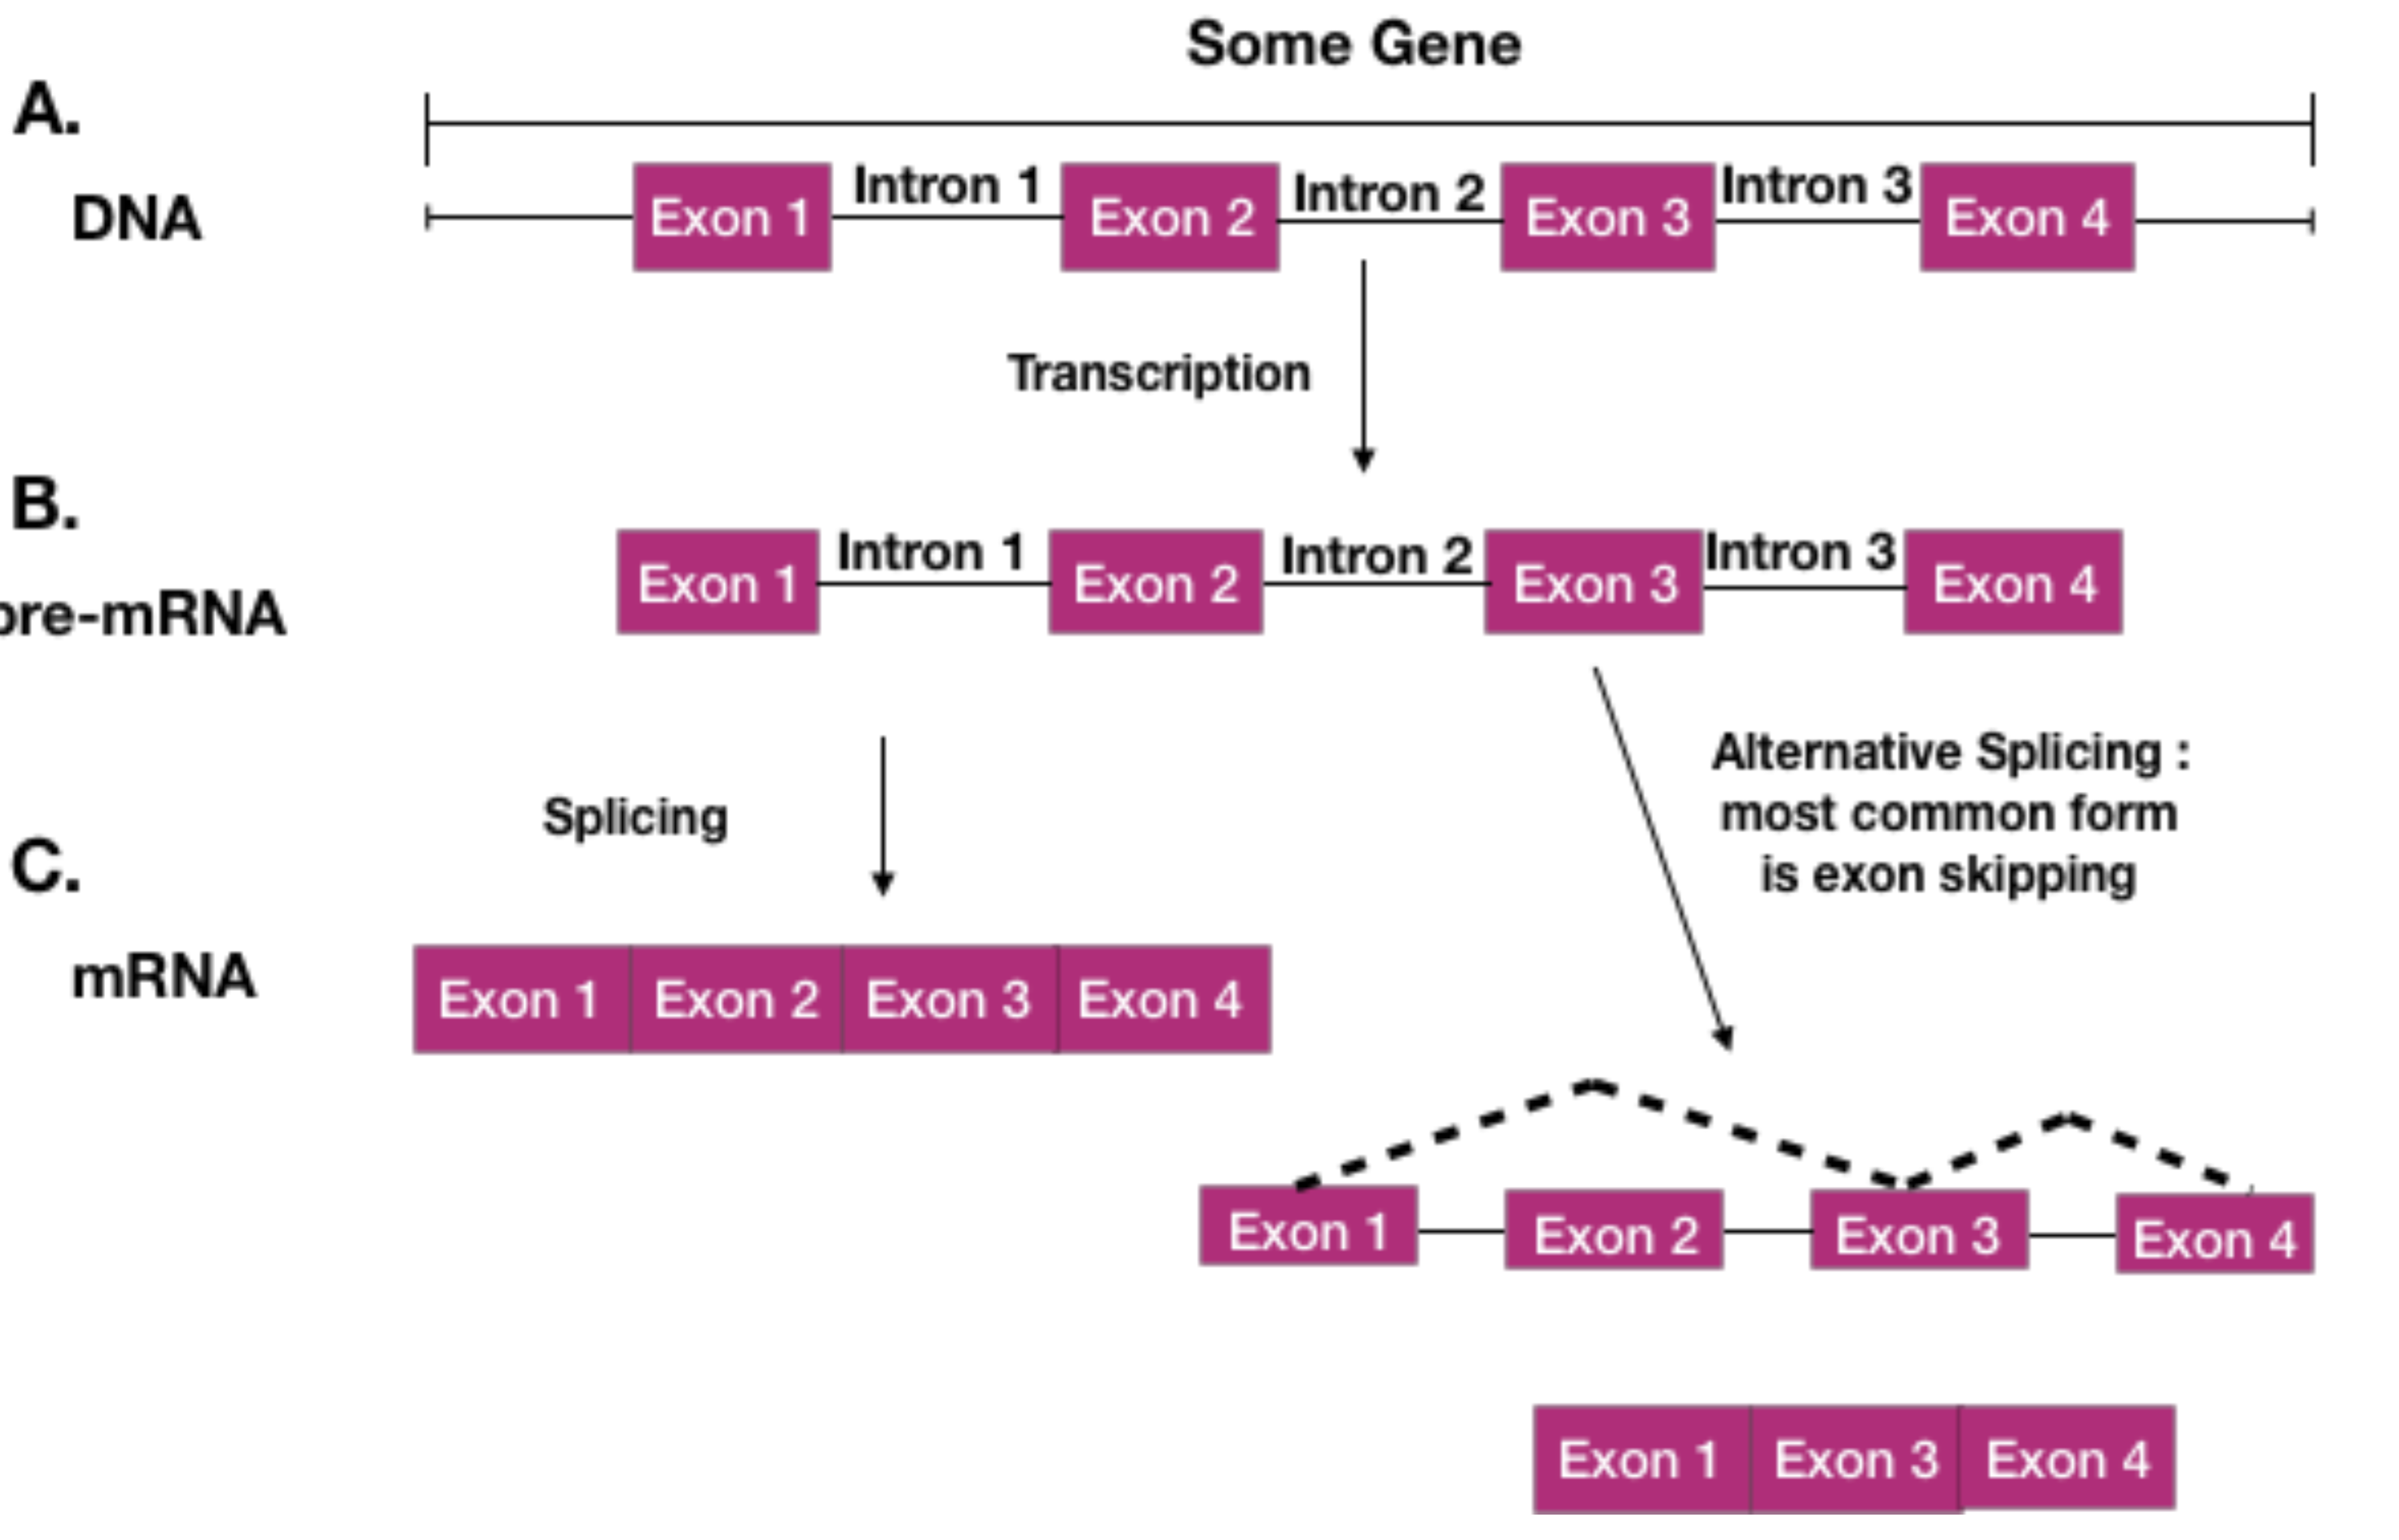 Some Gene
A.
DNA
Exon 1 Intron 1 Exon 2 Intron 2 Exon 3 Intron 3 Exon 4
Transcription
B.
pre-mRNA
Exon 1 Intron 1 Exon 2 Intron 2 Exon 3 Intron 3 Exon 4
Splicing
Alternative Splicing :
most common form
is exon skipping
C.
mRNA
Exon 1 Exon 2 Exon 3 Exon 4
Exon 1 Exon 2 Exon 3 Exon 4
Exon 1 Exon 3 Exon 4